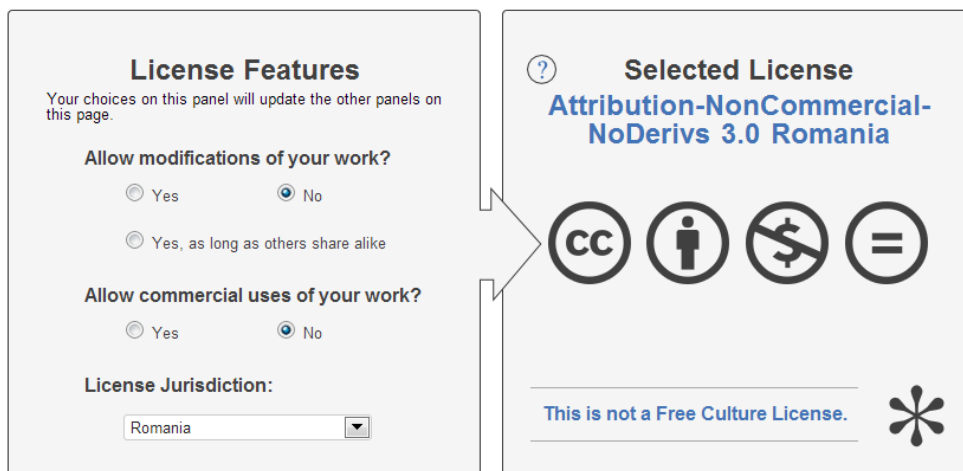 License Features
Your choices on this panel will update the other panels on
this page.
Allow modifications of your work?
Yes
No
Yes, as long as others share alike
Allow commercial uses of your work?
Yes
No
License Jurisdiction:
Romania
?
Selected License
Attribution-NonCommercial-
NoDerivs 3.0 Romania
cc
$
=
This is not a Free Culture License.